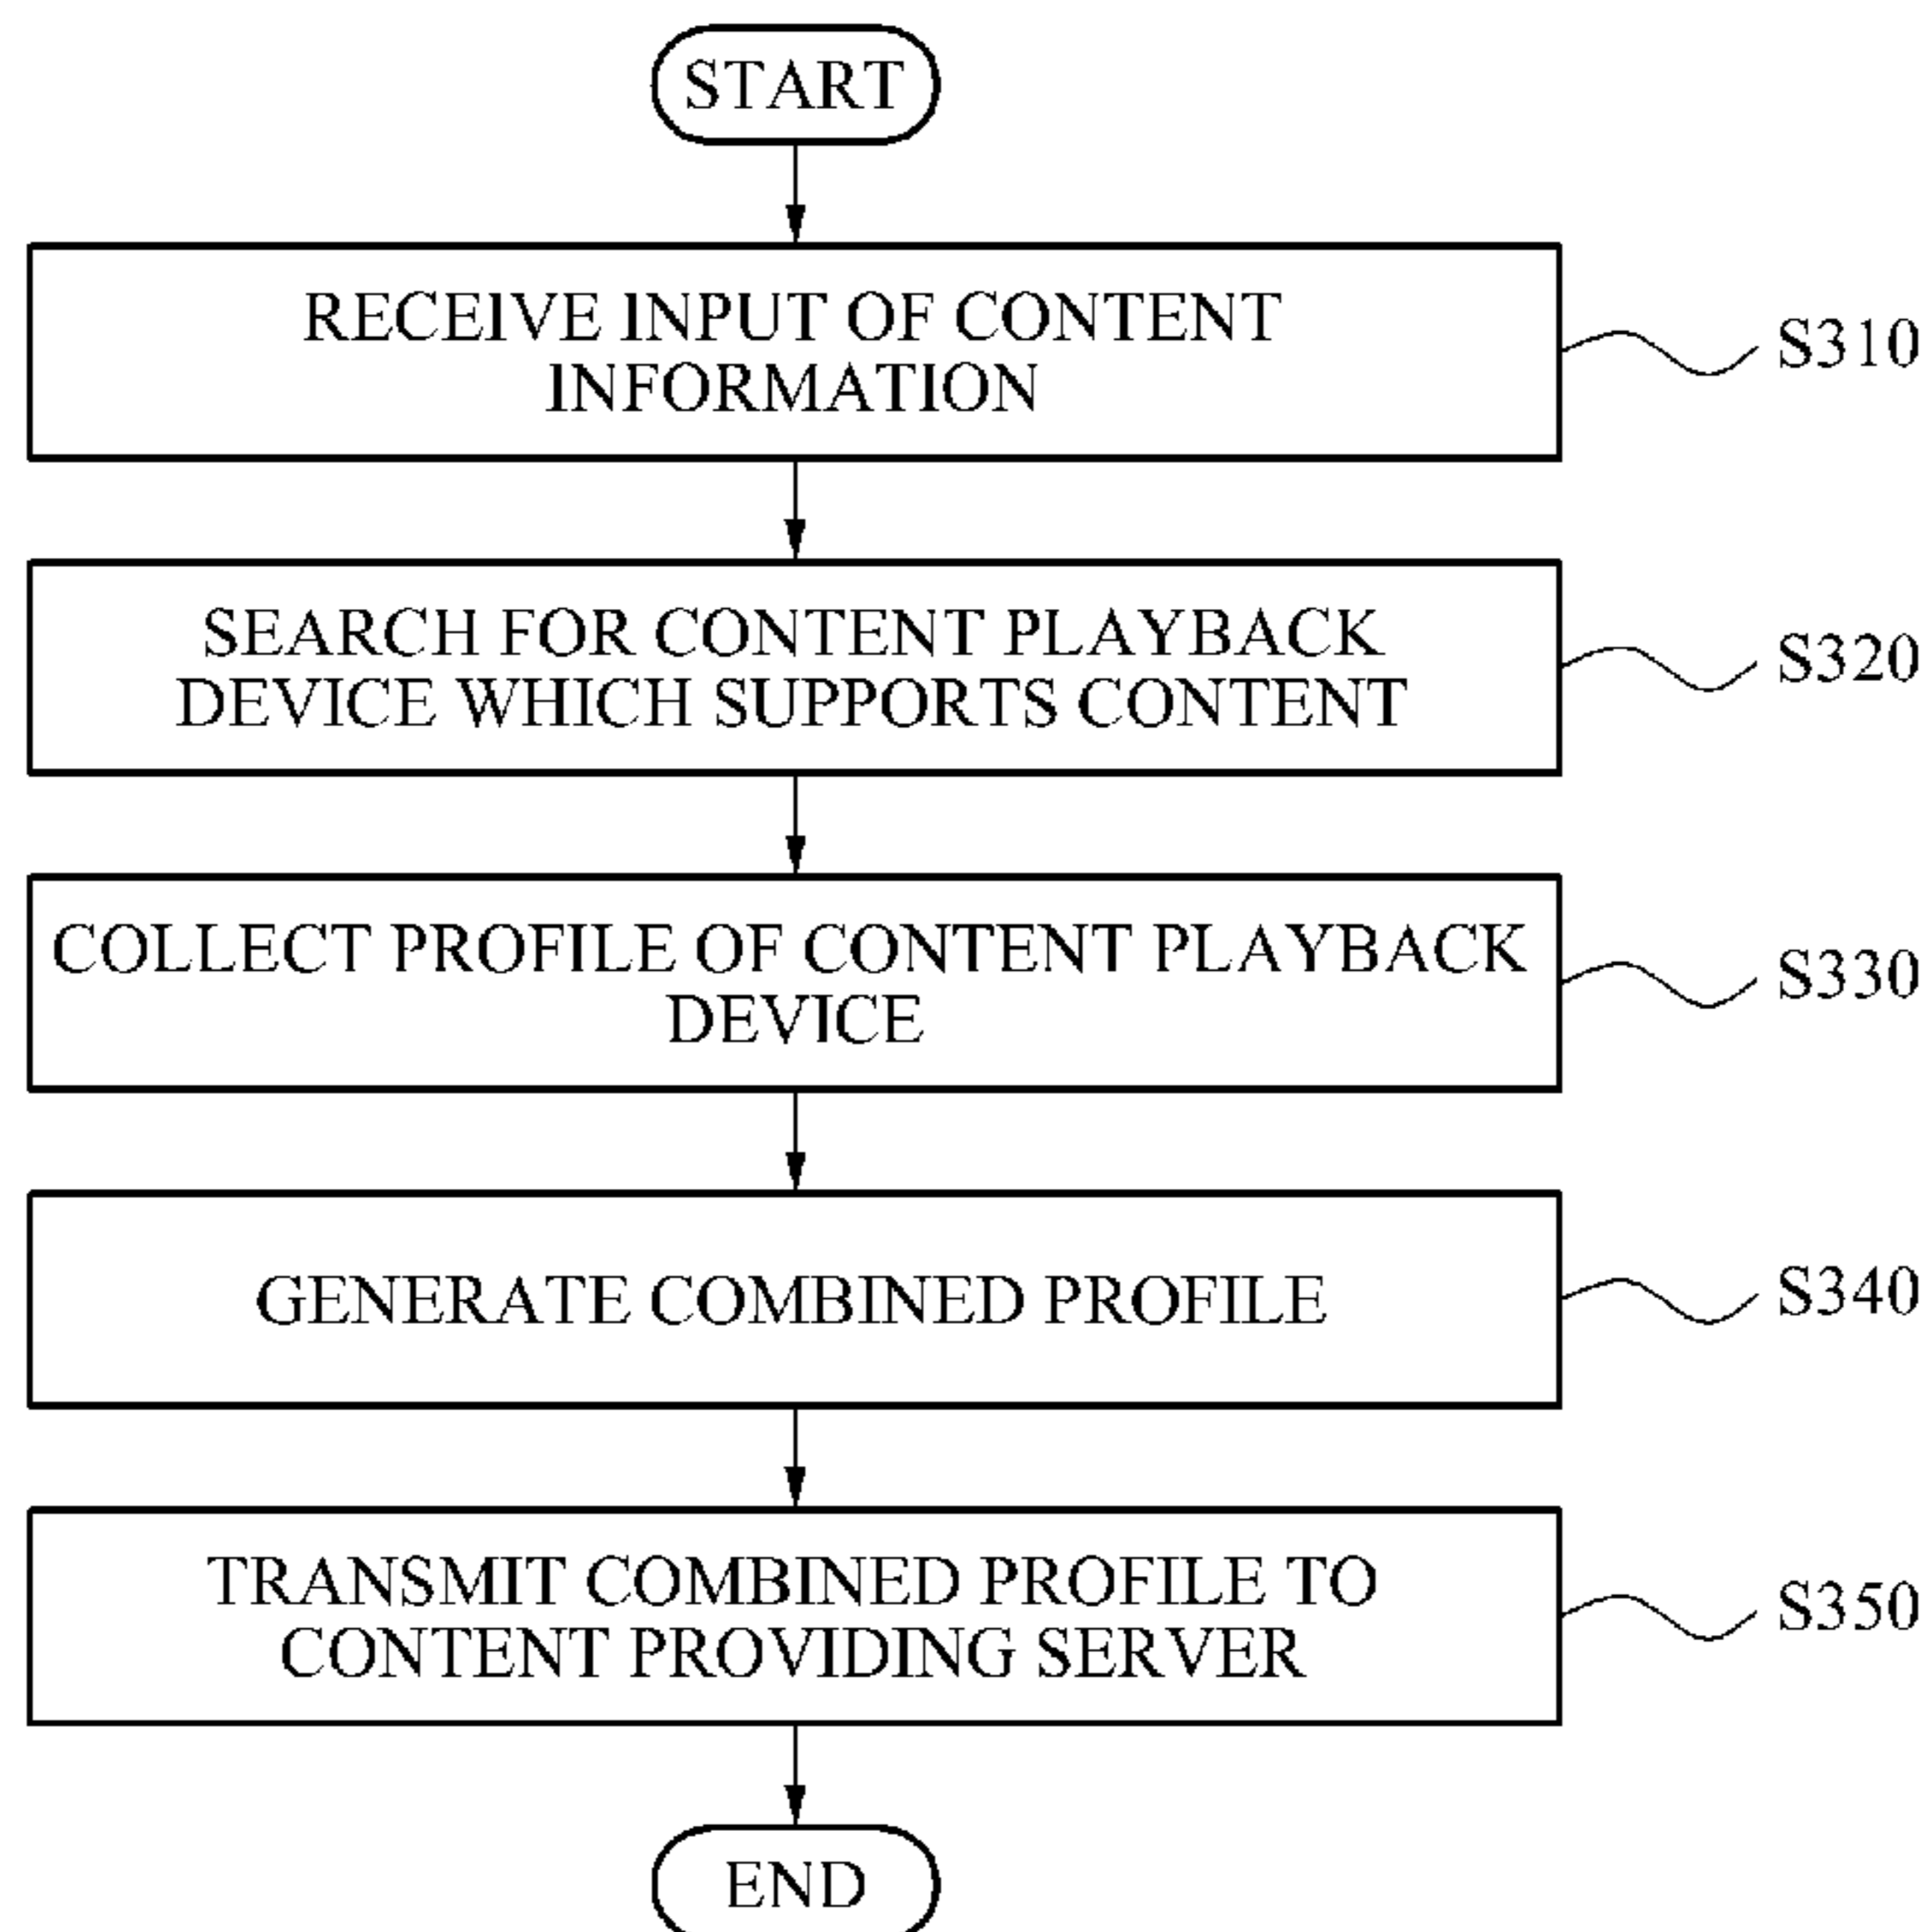 START
RECEIVE INPUT OF CONTENT
INFORMATION
S310
SEARCH FOR CONTENT PLAYBACK
DEVICE WHICH SUPPORTS CONTENT
S320
COLLECT PROFILE OF CONTENT PLAYBACK
DEVICE
S330
GENERATE COMBINED PROFILE
S340
TRANSMIT COMBINED PROFILE TO
CONTENT PROVIDING SERVER
S350
END